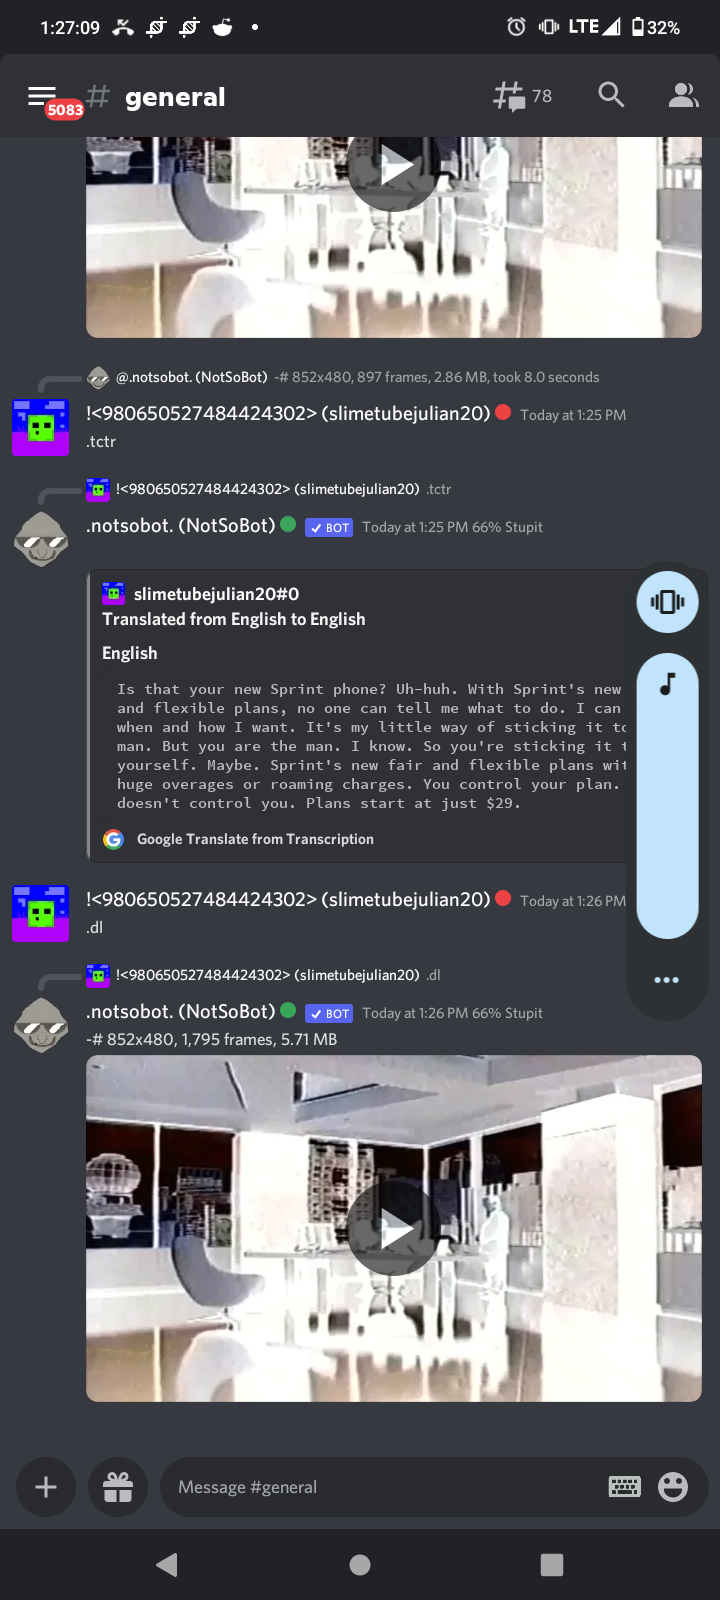 1:27:09
LTE 32%
5083
# general
78
@.notsobot. (NotSoBot) -# 852x480, 897 frames, 2.86 MB, took 8.0 seconds
!<980650527484424302> (slimetubejulian20) Today at 1:25 PM
.tctr
!<980650527484424302> (slimetubejulian20) .tctr
.notsobot. (NotSoBot) ✓ BOT Today at 1:25 PM 66% Stupit
slimetubejulian20#0
Translated from English to English
English
Is that your new Sprint phone? Uh-huh. With Sprint's new
and flexible plans, no one can tell me what to do. I can
when and how I want. It's my little way of sticking it to
man. But you are the man. I know. So you're sticking it t
yourself. Maybe. Sprint's new fair and flexible plans wit
huge overages or roaming charges. You control your plan.
doesn't control you. Plans start at just $29.
Google Translate from Transcription
!<980650527484424302> (slimetubejulian20) Today at 1:26 PM
.dl
!<980650527484424302> (slimetubejulian20) .dl
.notsobot. (NotSoBot) ✓ BOT Today at 1:26 PM 66% Stupit
-# 852x480, 1,795 frames, 5.71 MB
Message #general